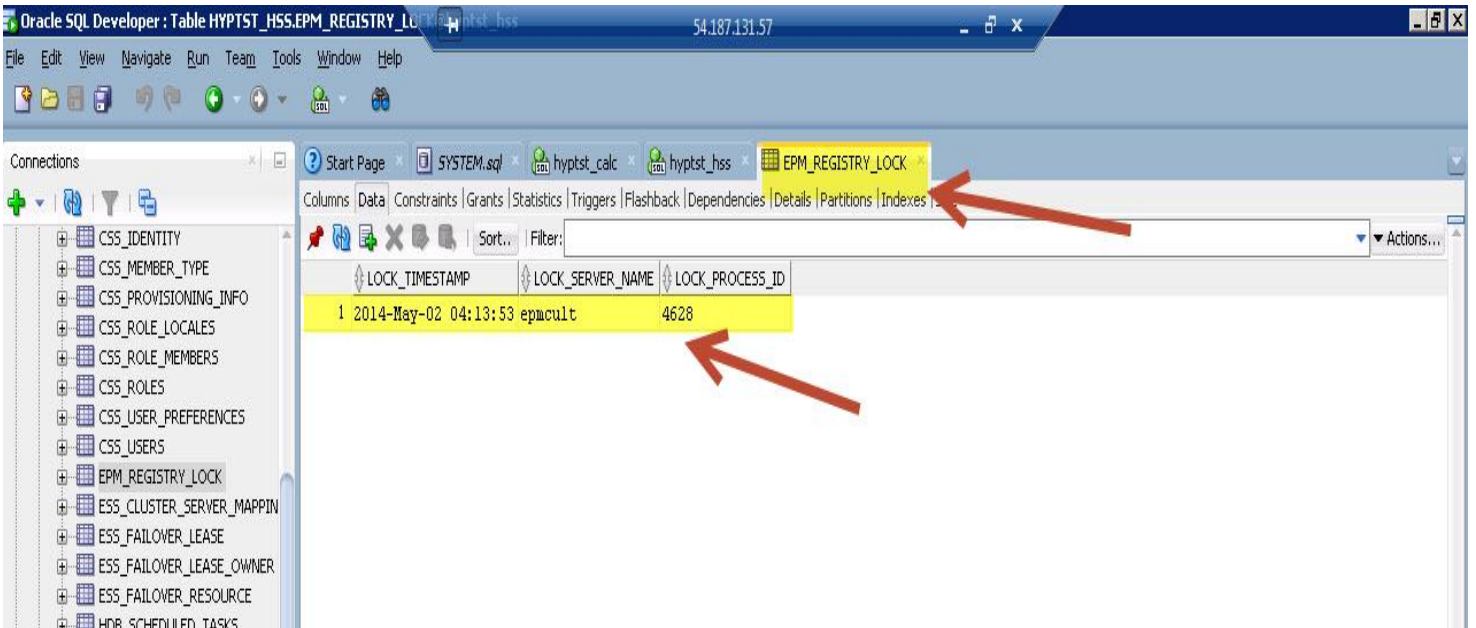 Oracle SQL Developer : Table HYPTST_HSS.EPM_REGISTRY_LO
54.187.131.57
File Edit View Navigate Run Team Tools Window Help
Connections
Start Page SYSTEM.sql hyptst_calc hyptst_hss EPM_REGISTRY_LOCK
Columns Data Constraints Grants Statistics Triggers Flashback Dependencies Details Partitions Indexes
Sort.. Filter: Actions...
LOCK_TIMESTAMP LOCK_SERVER_NAME LOCK_PROCESS_ID
1 2014-May-02 04:13:53 epmcult 4628
CSS_IDENTITY
CSS_MEMBER_TYPE
CSS_PROVISIONING_INFO
CSS_ROLE_LOCALES
CSS_ROLE_MEMBERS
CSS_ROLES
CSS_USER_PREFERENCES
CSS_USERS
EPM_REGISTRY_LOCK
ESS_CLUSTER_SERVER_MAPPIN
ESS_FAILOVER_LEASE
ESS_FAILOVER_LEASE_OWNER
ESS_FAILOVER_RESOURCE
HDB_SCHEDULED_TASKS